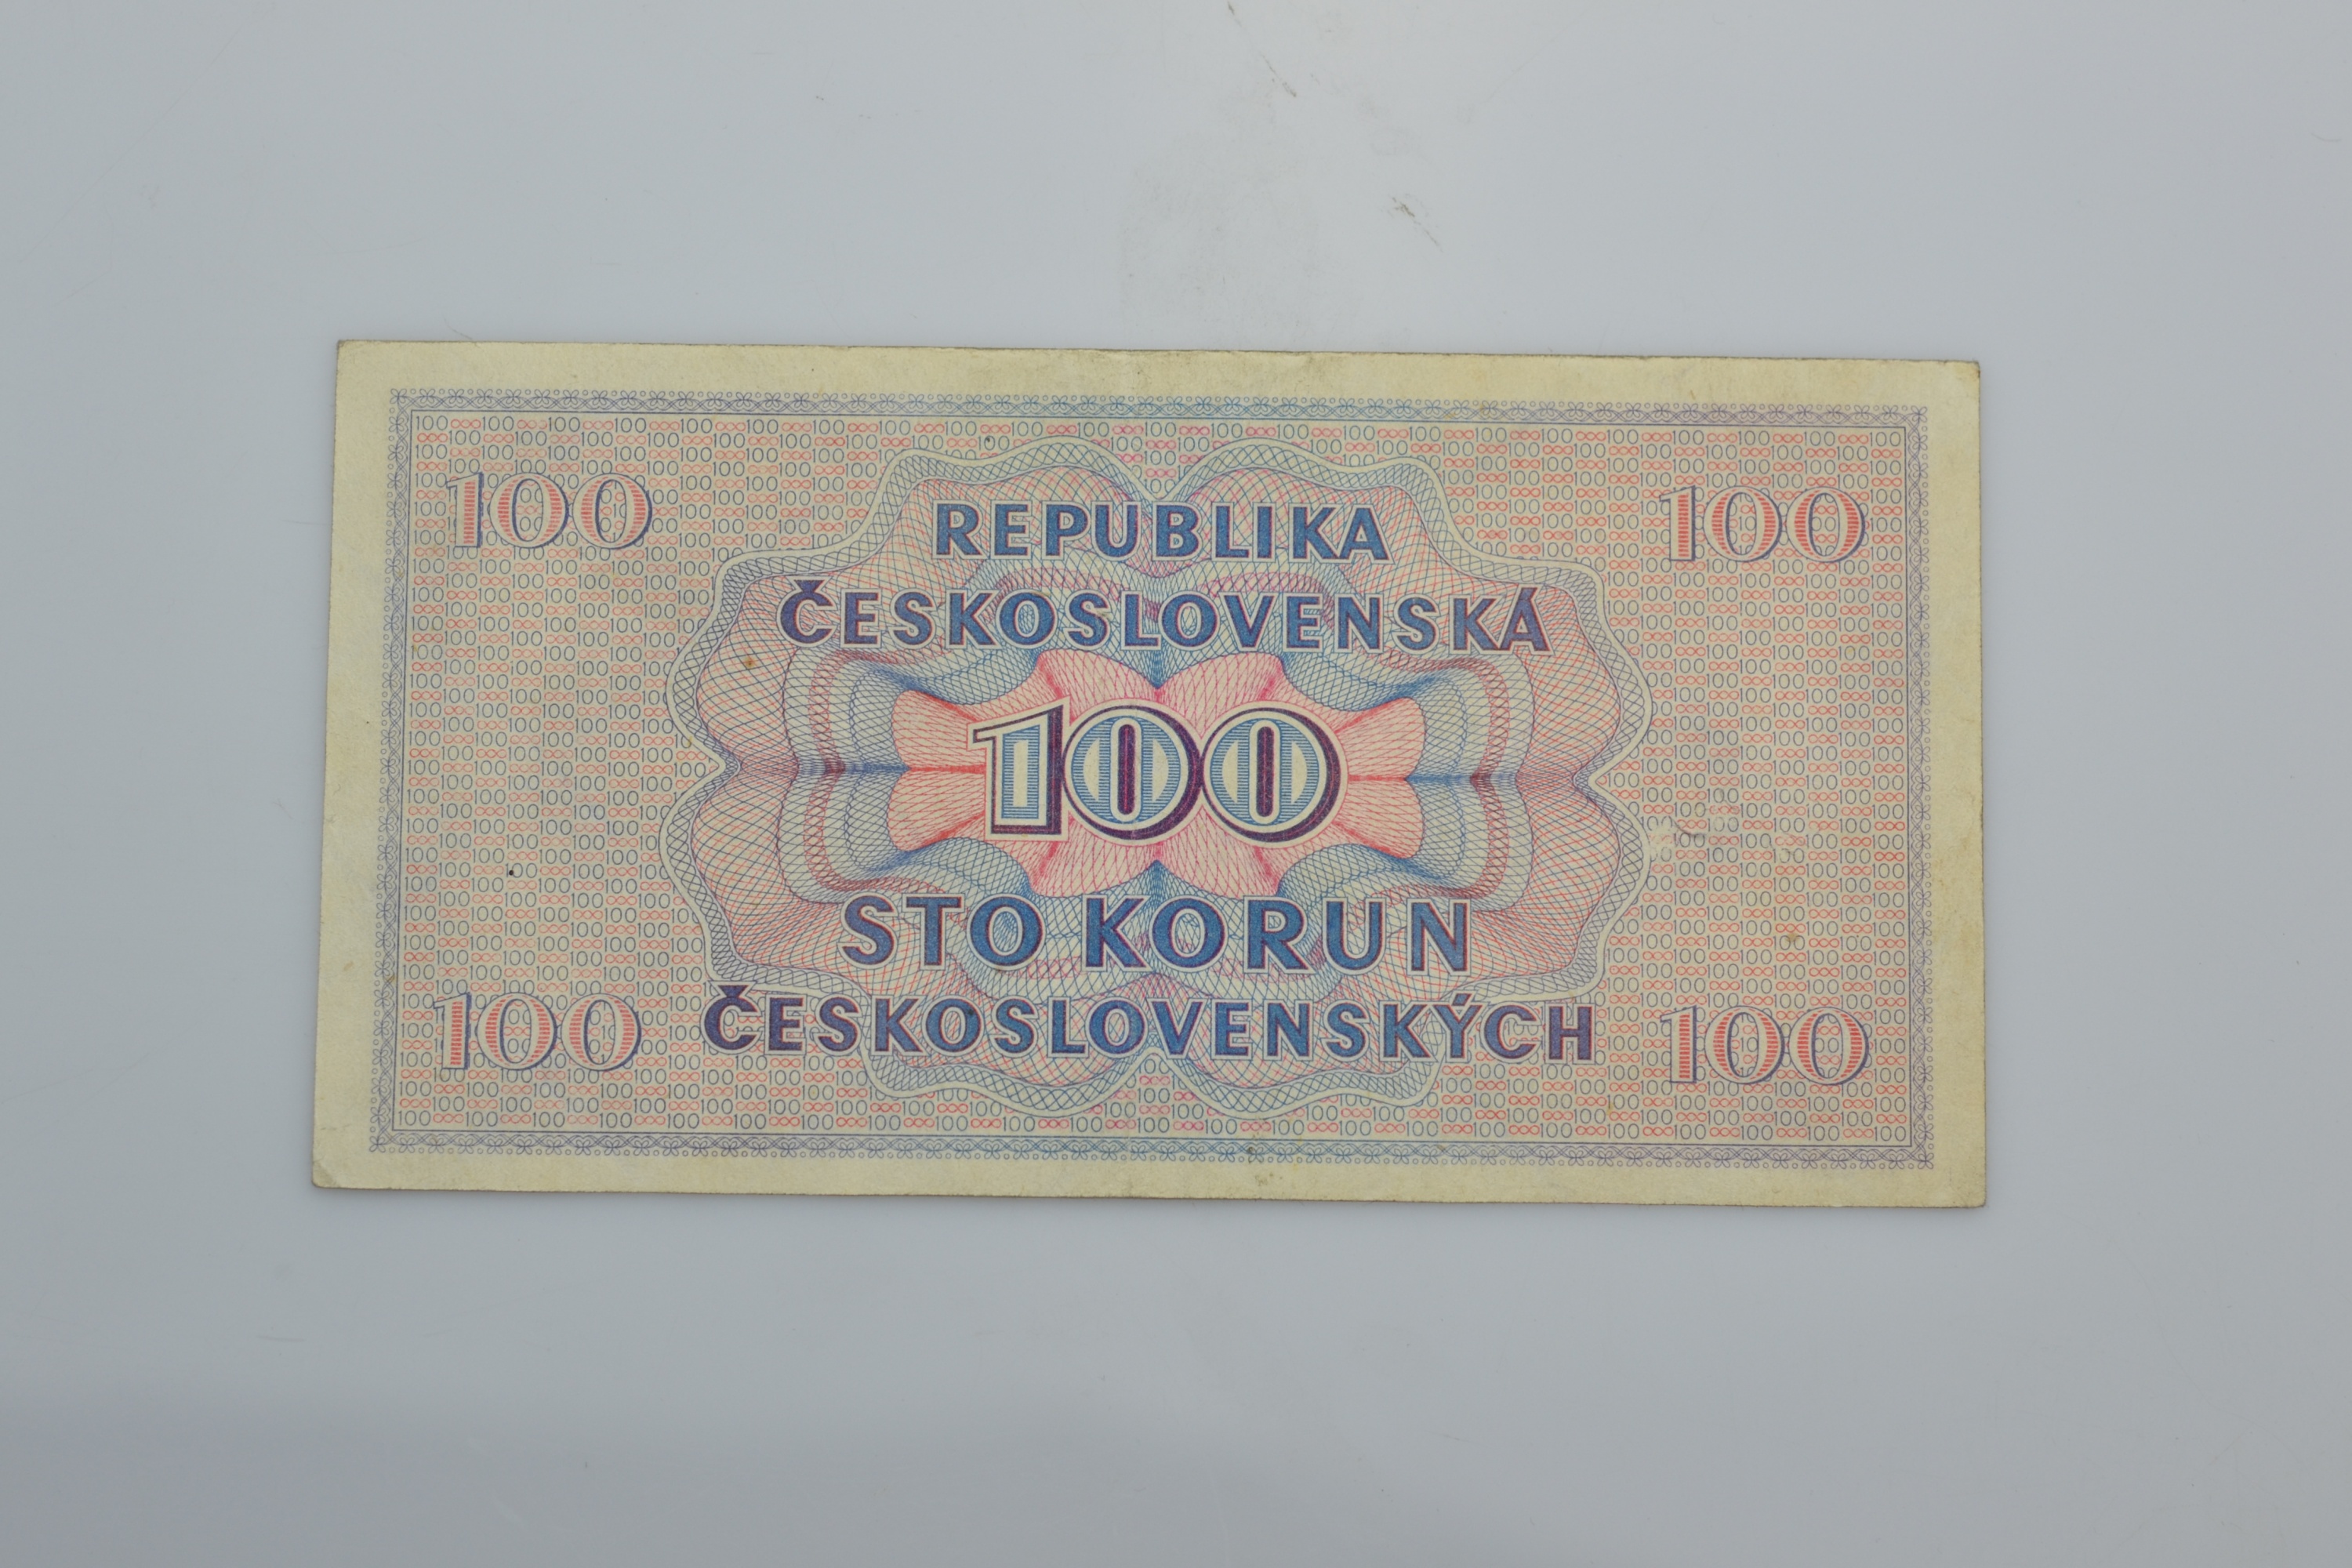 100 100
REPUBLIKA
ČESKOSLOVENSKÁ
100
STO KORUN
ČESKOSLOVENSKÝCH
100 100